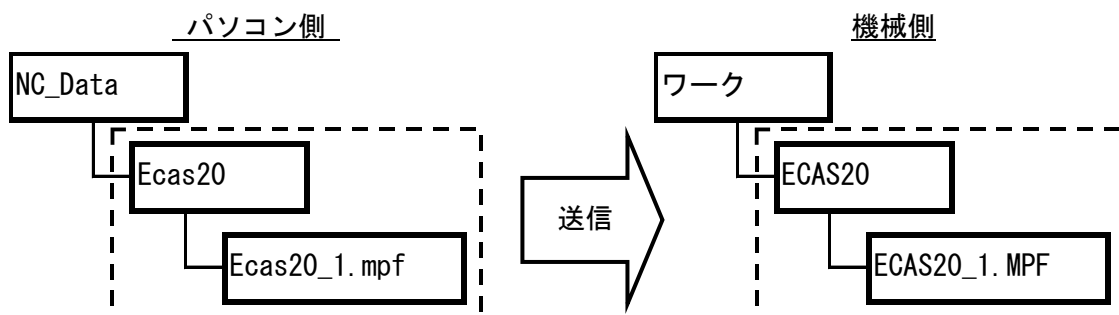 パソコン側
機械側
NC_Data
ワーク
Ecas20
ECAS20
送信
Ecas20_1.mpf
ECAS20_1.MPF